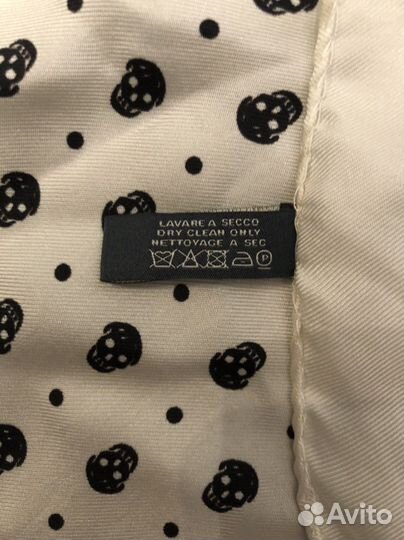 LAVARE A SECCO
DRY CLEAN ONLY
NETTOYAGE A SEC
P
Avito